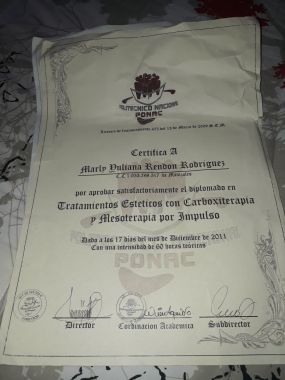 POLITECNICO NACIONAL
PONAC
Certifica A
Marly Yuliana Rendon Rodriguez
por aprobar satisfactoriamente el diplomado en
Tratamientos Esteticos con Carboxiterapia
y Mesoterapia por Impulso
Dado a los 17 dias del mes de Diciembre de 2011
Con una intensidad de 60 horas teoricas
PONAC
Director
Cordinacion Academica
Subdirector